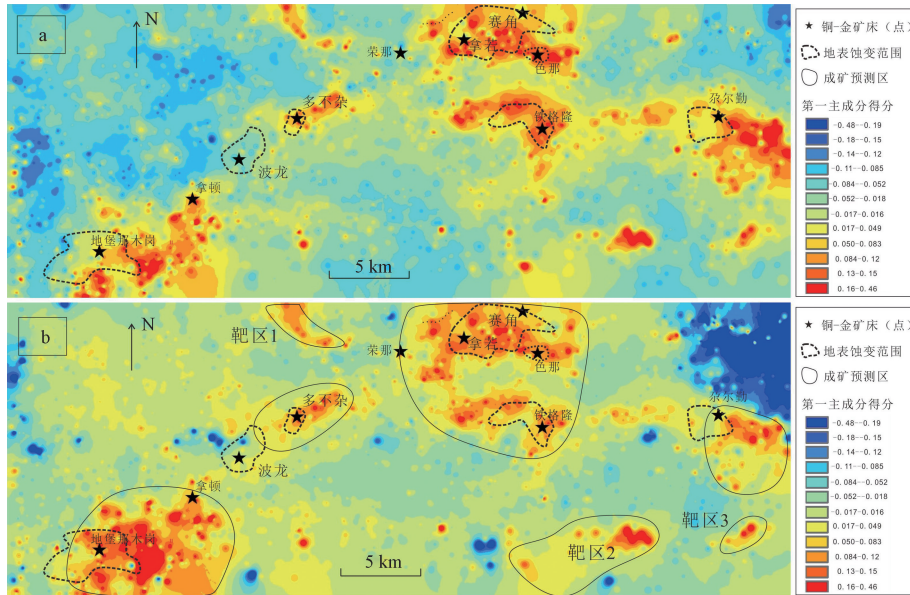 a
N
赛角
拿若
荣那
色那
多不杂
铁格隆
尕尔勤
波龙
拿顿
地堡那木岗
5 km
铜-金矿床（点）
地表蚀变范围
成矿预测区
第一主成分得分
-0.48--0.19
-0.18--0.15
-0.14--0.12
-0.11--0.085
-0.084--0.052
-0.052--0.018
-0.017-0.016
0.017-0.049
0.050-0.083
0.084-0.12
0.13-0.15
0.16-0.46
b
N
靶区1
赛角
拿若
荣那
色那
多不杂
铁格隆
尕尔勤
波龙
拿顿
地堡那木岗
靶区3
靶区2
5 km
铜-金矿床（点）
地表蚀变范围
成矿预测区
第一主成分得分
-0.48--0.19
-0.18--0.15
-0.14--0.12
-0.11--0.085
-0.084--0.052
-0.052--0.018
-0.017-0.016
0.017-0.049
0.050-0.083
0.084-0.12
0.13-0.15
0.16-0.46